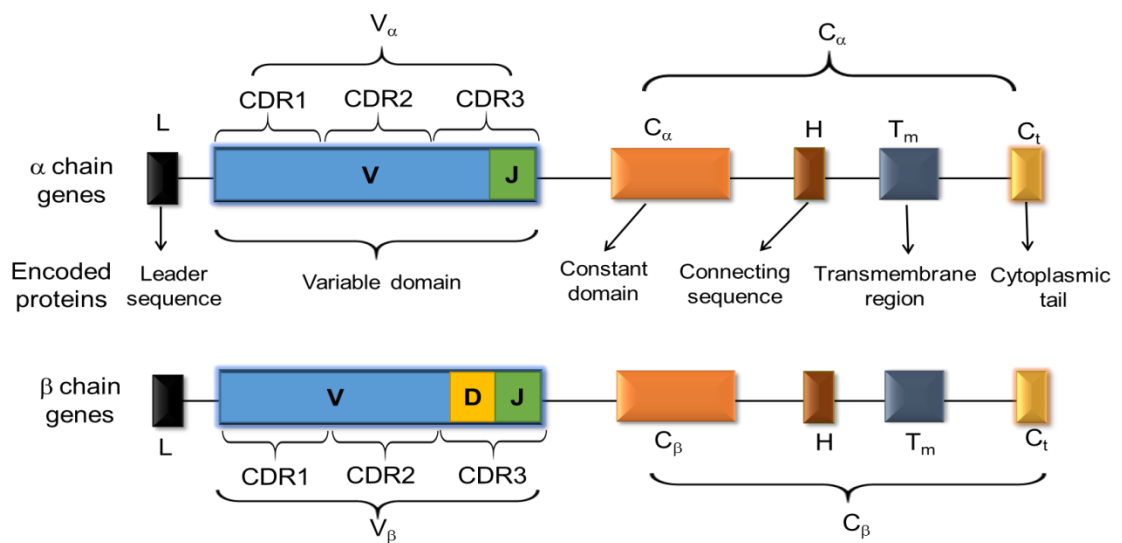 Vα
Cα
CDR1 CDR2 CDR3
L
Cα H Tm Ct
α chain
genes
V J
Encoded
proteins
Leader
sequence
Variable domain
Constant
domain
Connecting
sequence
Transmembrane
region
Cytoplasmic
tail
β chain
genes
V D J
L
Cβ H Tm Ct
CDR1 CDR2 CDR3
Vβ
Cβ